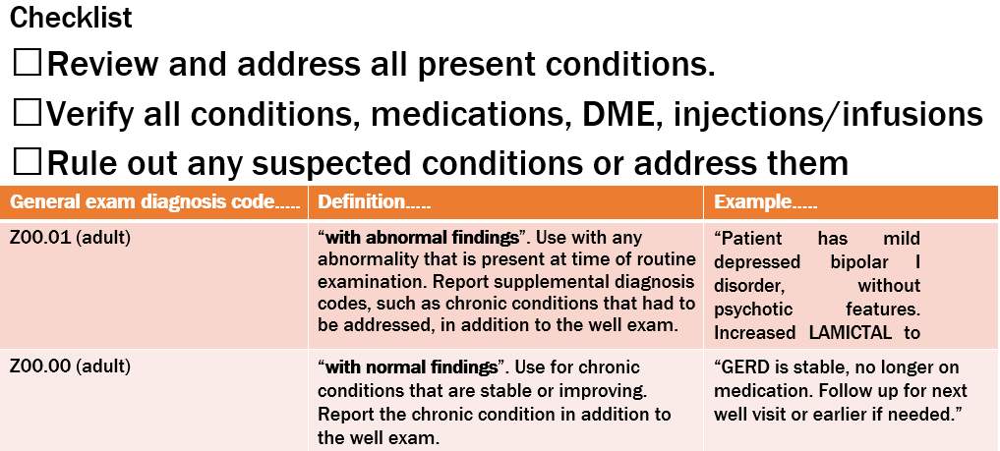 Checklist
☐Review and address all present conditions.
☐Verify all conditions, medications, DME, injections/infusions
☐Rule out any suspected conditions or address them
General exam diagnosis code..... Definition..... Example.....
Z00.01 (adult)
“with abnormal findings”. Use with any
abnormality that is present at time of routine
examination. Report supplemental diagnosis
codes, such as chronic conditions that had to
be addressed, in addition to the well exam.
“Patient has mild
depressed bipolar I
disorder, without
psychotic features.
Increased LAMICTAL to
Z00.00 (adult)
“with normal findings”. Use for chronic
conditions that are stable or improving.
Report the chronic condition in addition to
the well exam.
“GERD is stable, no longer on
medication. Follow up for next
well visit or earlier if needed.”